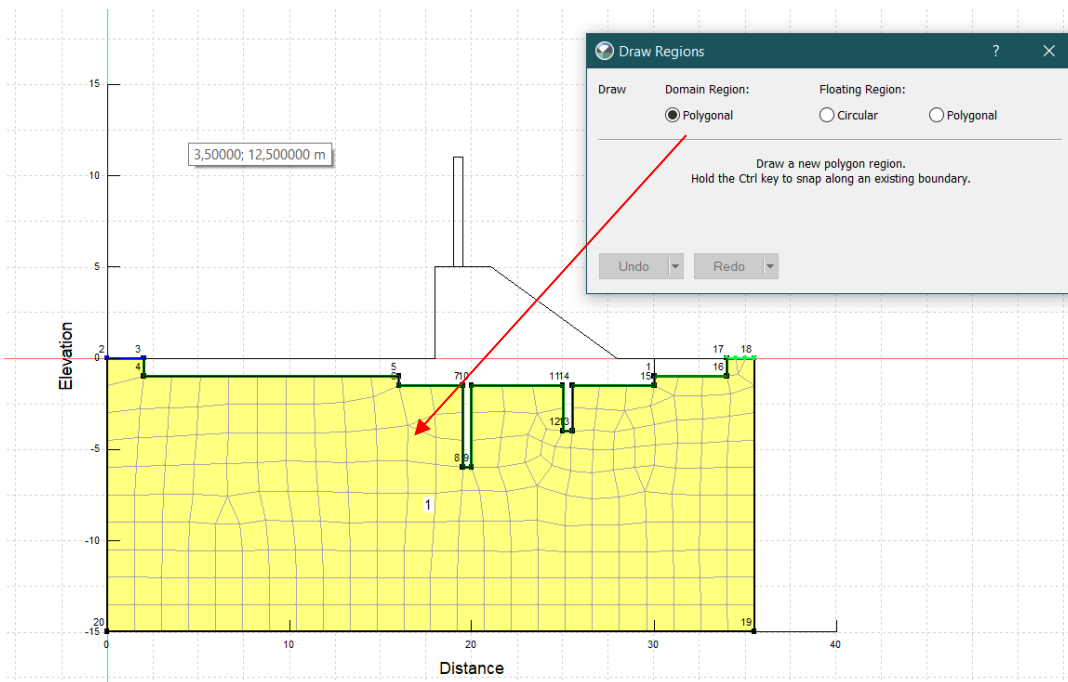 Draw Regions
?
Draw
Domain Region:
Floating Region:
Polygonal
Circular
Polygonal
Draw a new polygon region.
Hold the Ctrl key to snap along an existing boundary.
Undo
Redo
3,50000; 12,500000 m
15
10
5
0
-5
-10
-15
Elevation
2
3
4
5
6
7
10
11
14
15
1
16
17
18
8
9
12
13
1
20
19
0
10
20
30
40
Distance